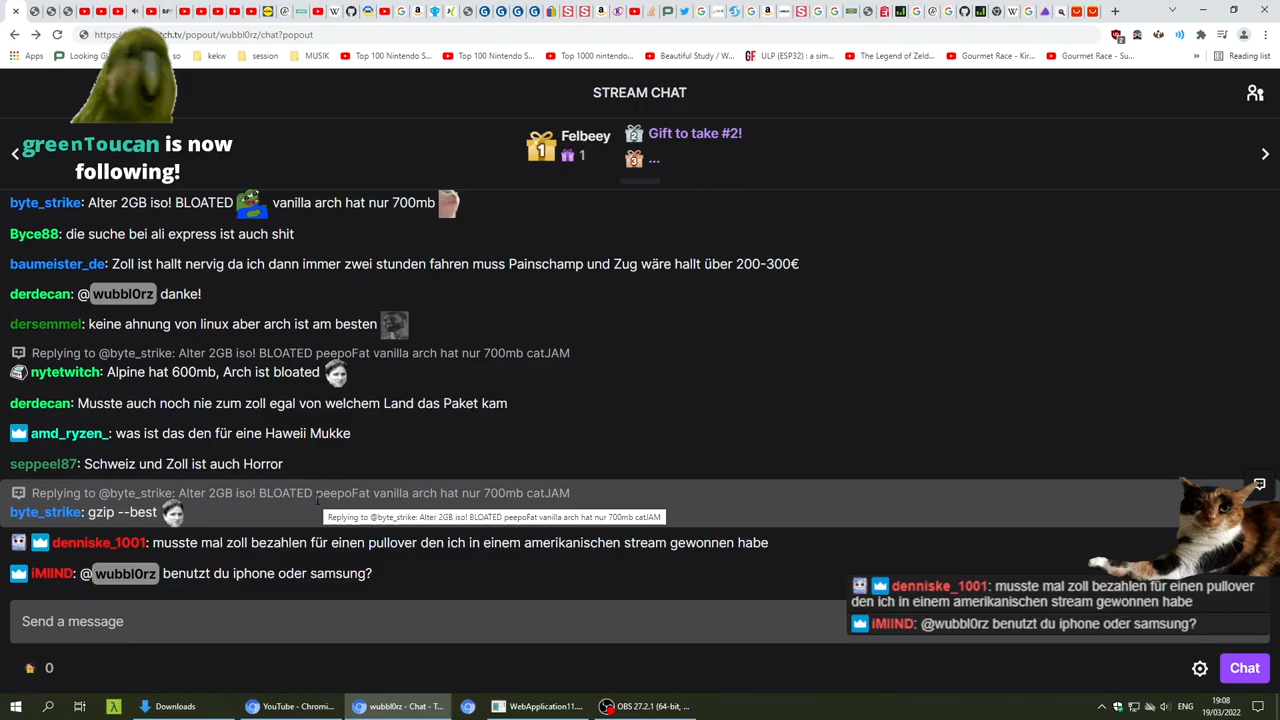 https://
tch.tv/popout/wubbl0rz/chat?popout
Apps
Looking Gl
kekw
session
MUSIK
Top 100 Nintendo S...
Top 100 Nintendo S...
Top 1000 nintendo...
Beautiful Study / W...
ULP (ESP32) : a sim...
The Legend of Zeld...
Gourmet Race - Kir...
Gourmet Race - Su...
»
Reading list
STREAM CHAT
greenToucan is now
following!
1
Felbeey
1
2
Gift to take #2!
3
...
byte_strike: Alter 2GB iso! BLOATED vanilla arch hat nur 700mb
Byce88: die suche bei ali express ist auch shit
baumeister_de: Zoll ist hallt nervig da ich dann immer zwei stunden fahren muss Painschamp und Zug wäre hallt über 200-300€
derdecan: @wubbl0rz danke!
dersemmel: keine ahnung von linux aber arch ist am besten
Replying to @byte_strike: Alter 2GB iso! BLOATED peepoFat vanilla arch hat nur 700mb catJAM
nytetwitch: Alpine hat 600mb, Arch ist bloated
derdecan: Musste auch noch nie zum zoll egal von welchem Land das Paket kam
amd_ryzen_: was ist das den für eine Haweii Mukke
seppeel87: Schweiz und Zoll ist auch Horror
Replying to @byte_strike: Alter 2GB iso! BLOATED peepoFat vanilla arch hat nur 700mb catJAM
byte_strike: gzip --best
Replying to @byte_strike: Alter 2GB iso! BLOATED peepoFat vanilla arch hat nur 700mb catJAM
denniske_1001: musste mal zoll bezahlen für einen pullover den ich in einem amerikanischen stream gewonnen habe
iMIIND: @wubbl0rz benutzt du iphone oder samsung?
denniske_1001: musste mal zoll bezahlen für einen pullover
den ich in einem amerikanischen stream gewonnen habe
iMIIND: @wubbl0rz benutzt du iphone oder samsung?
Send a message
0
Chat
Downloads
YouTube - Chromi...
wubbl0rz - Chat - T...
WebApplication11...
OBS 27.2.1 (64-bit, ...
ENG
19:08
19/03/2022